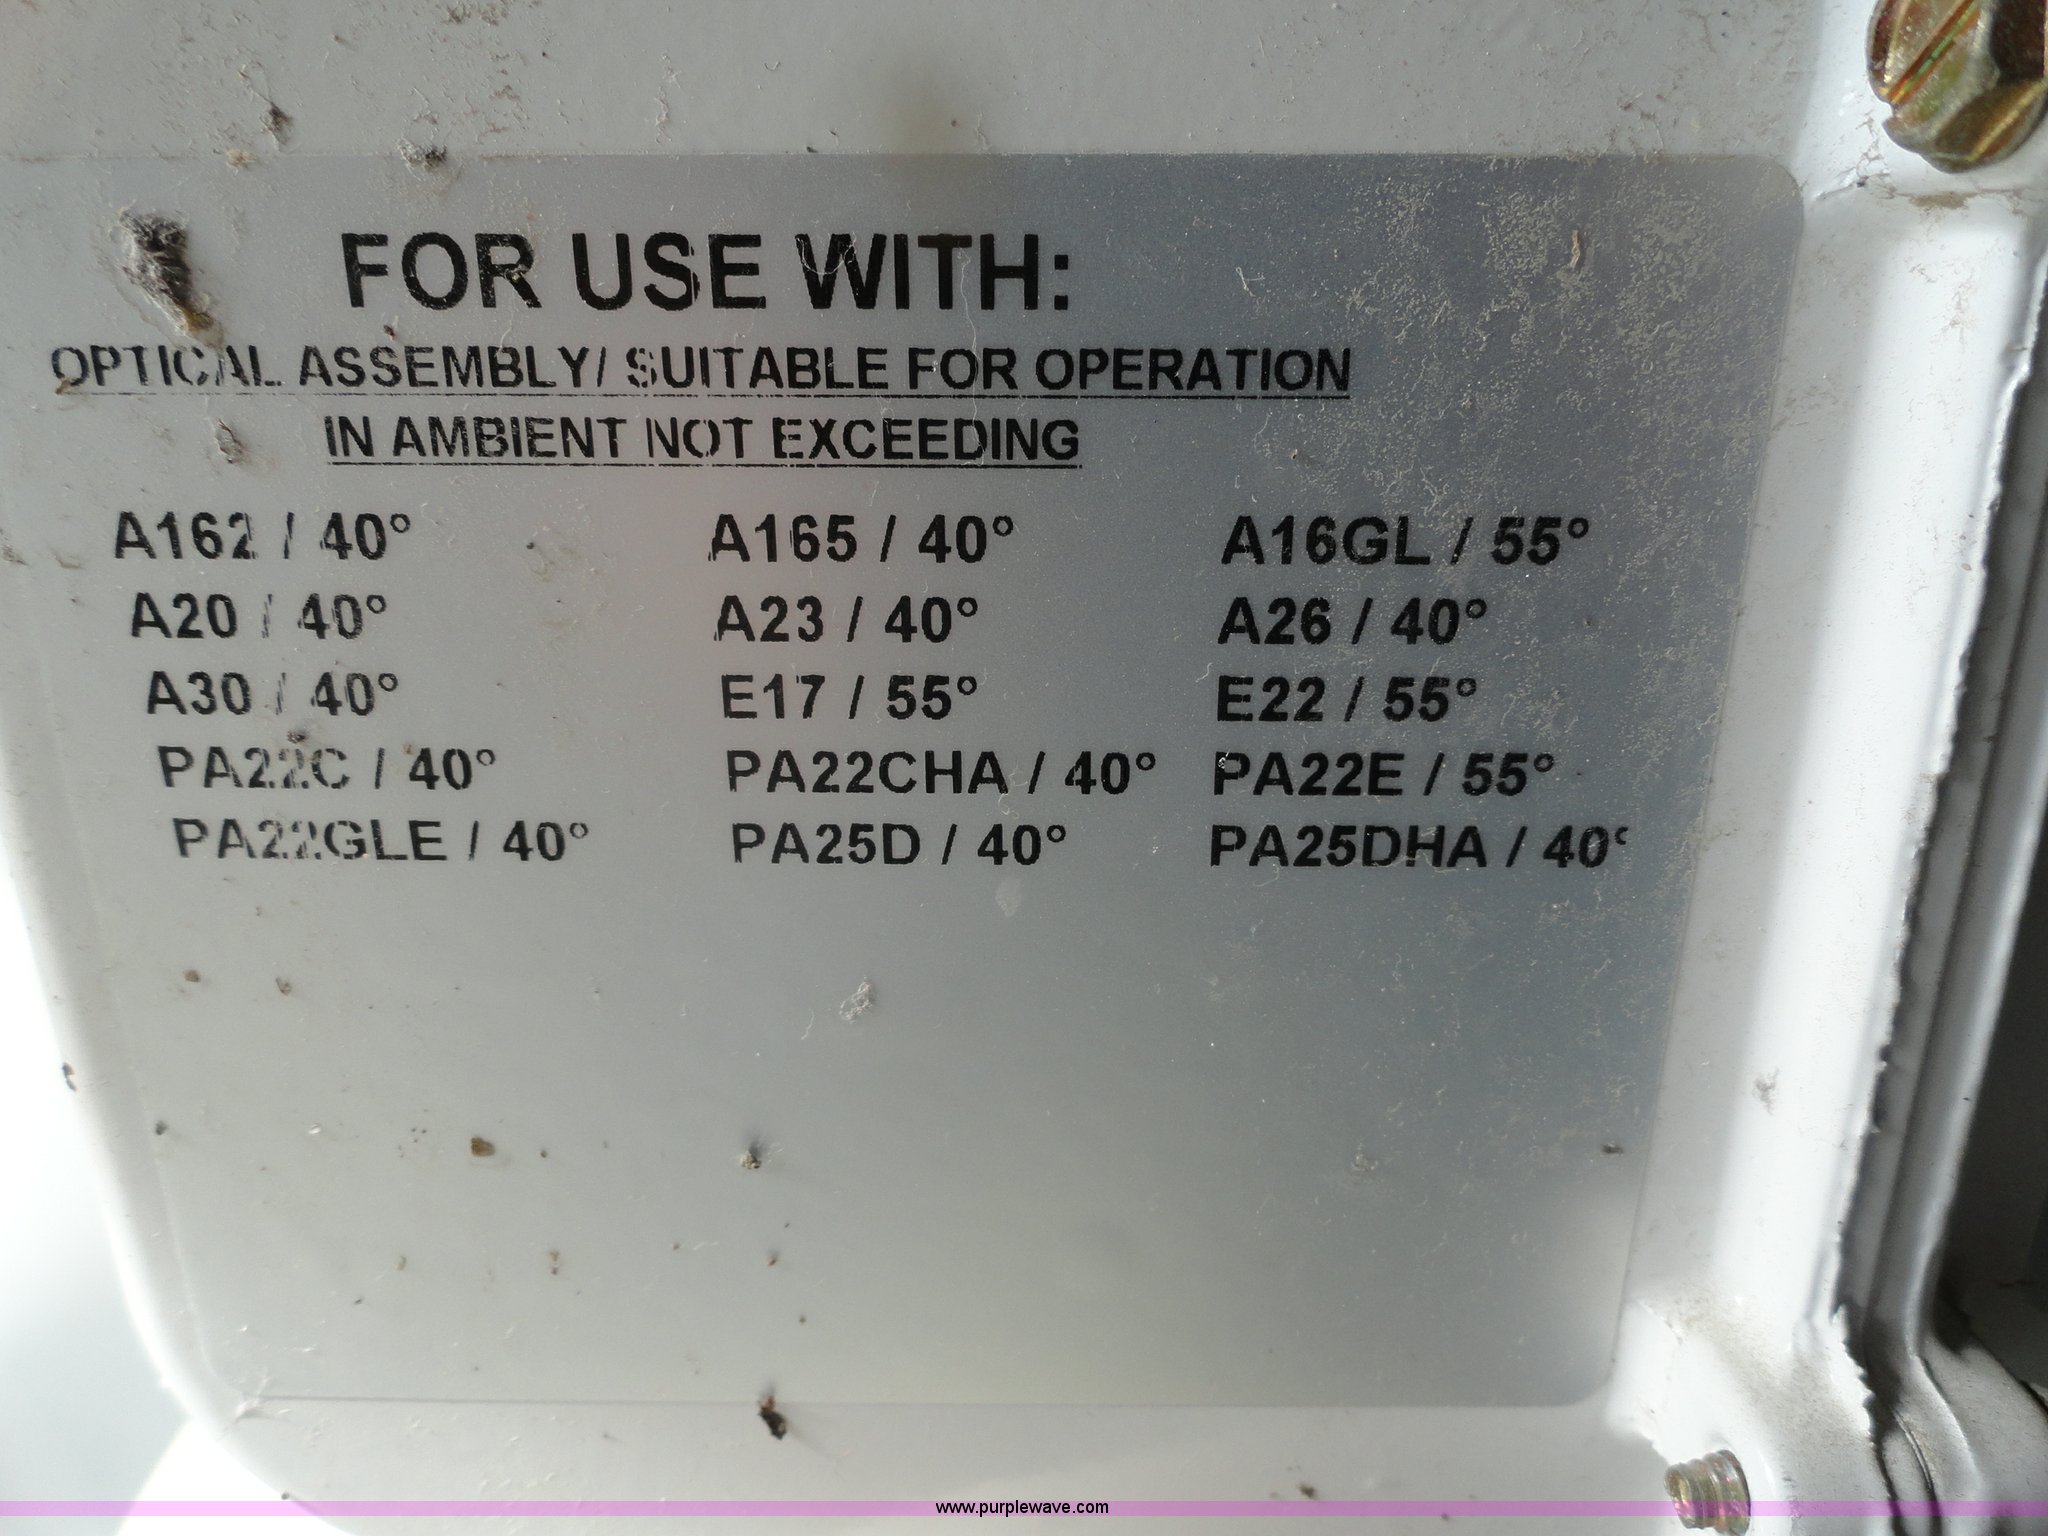 FOR USE WITH:
OPTICAL ASSEMBLY/ SUITABLE FOR OPERATION
IN AMBIENT NOT EXCEEDING
A162 / 40° A165 / 40° A16GL / 55°
A20 / 40° A23 / 40° A26 / 40°
A30 / 40° E17 / 55° E22 / 55°
PA22C / 40° PA22CHA / 40° PA22E / 55°
PA22GLE / 40° PA25D / 40° PA25DHA / 40°
www.purplewave.com